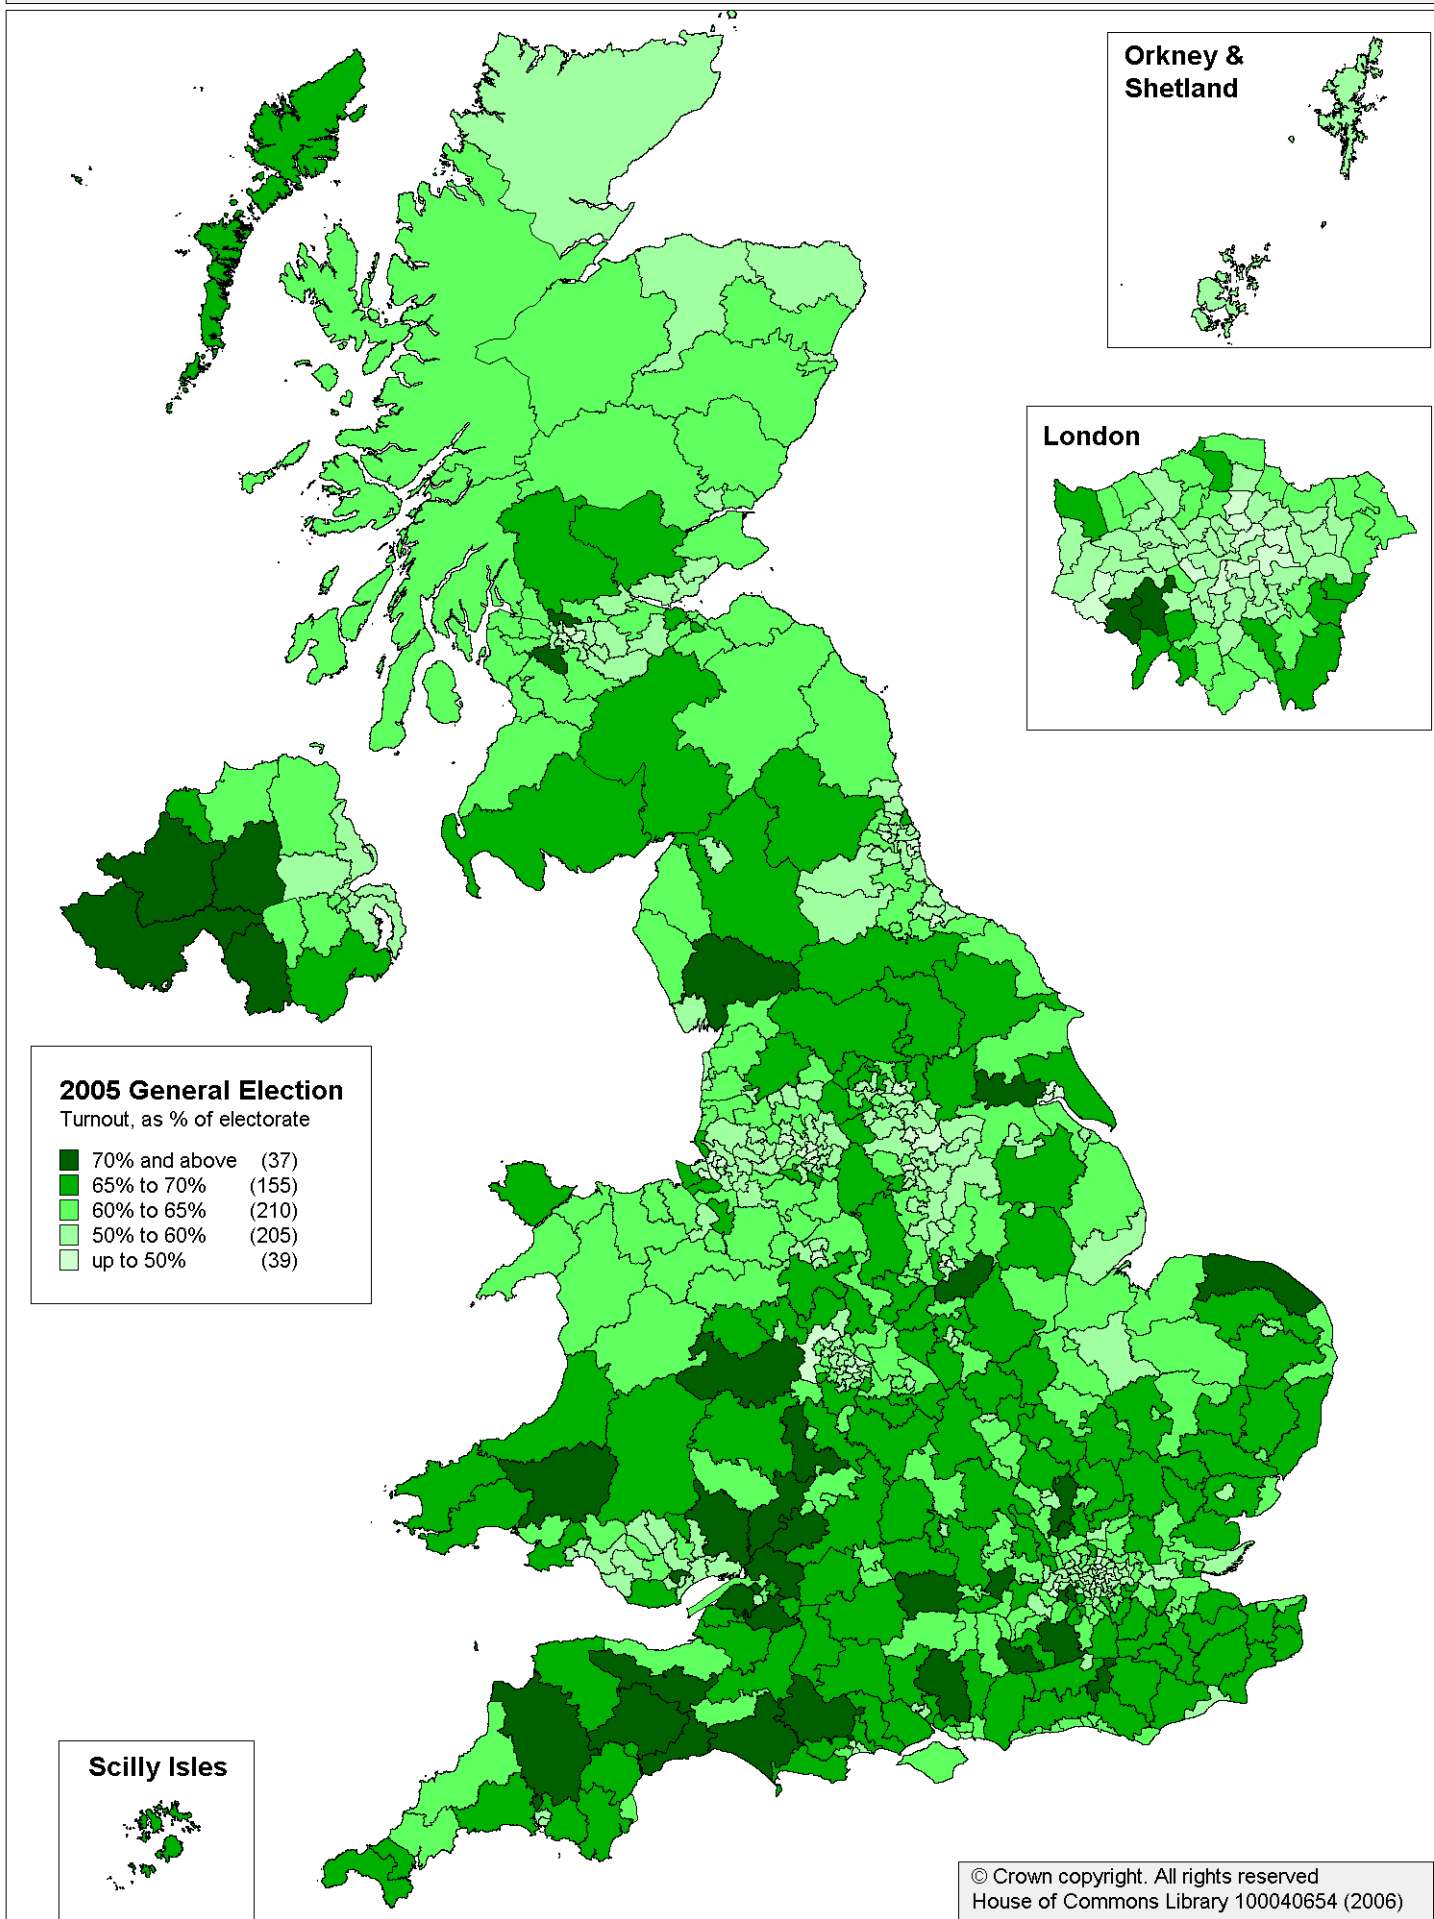 Orkney &
Shetland
London
2005 General Election
Turnout, as % of electorate
70% and above (37)
65% to 70% (155)
60% to 65% (210)
50% to 60% (205)
up to 50% (39)
Scilly Isles
© Crown copyright. All rights reserved
House of Commons Library 100040654 (2006)